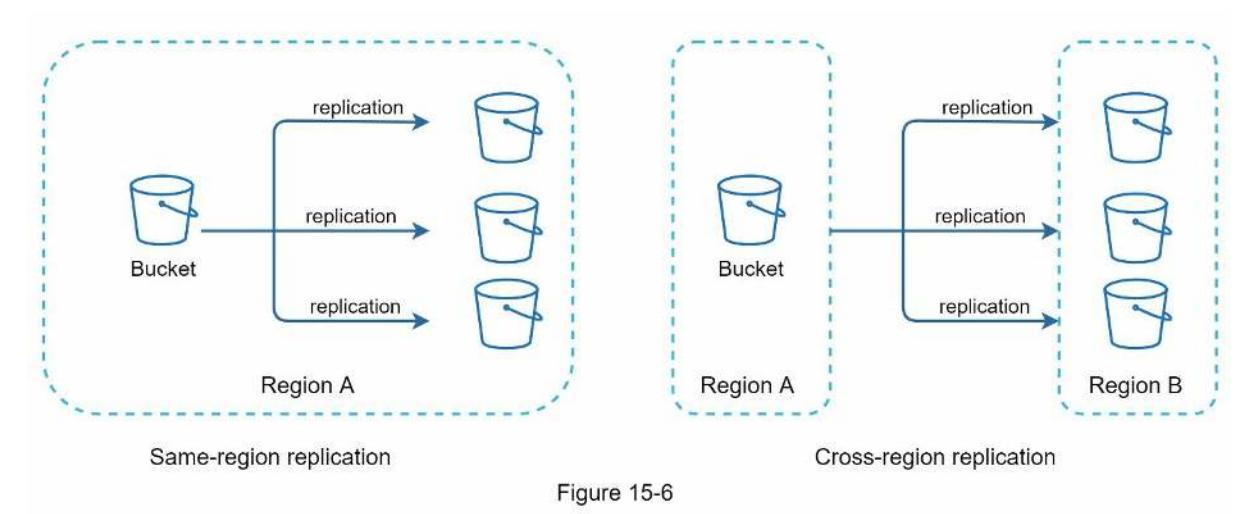 replication
replication
Bucket
replication
Region A
Same-region replication
replication
replication
Bucket
replication
Region A
Region B
Cross-region replication
Figure 15-6